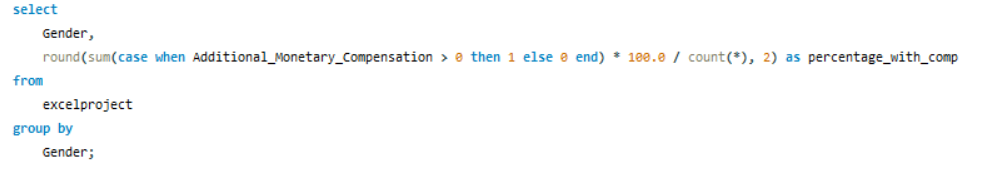 select
Gender,
round(sum(case when Additional_Monetary_Compensation > 0 then 1 else 0 end) * 100.0 / count(*), 2) as percentage_with_comp
from
excelproject
group by
Gender;